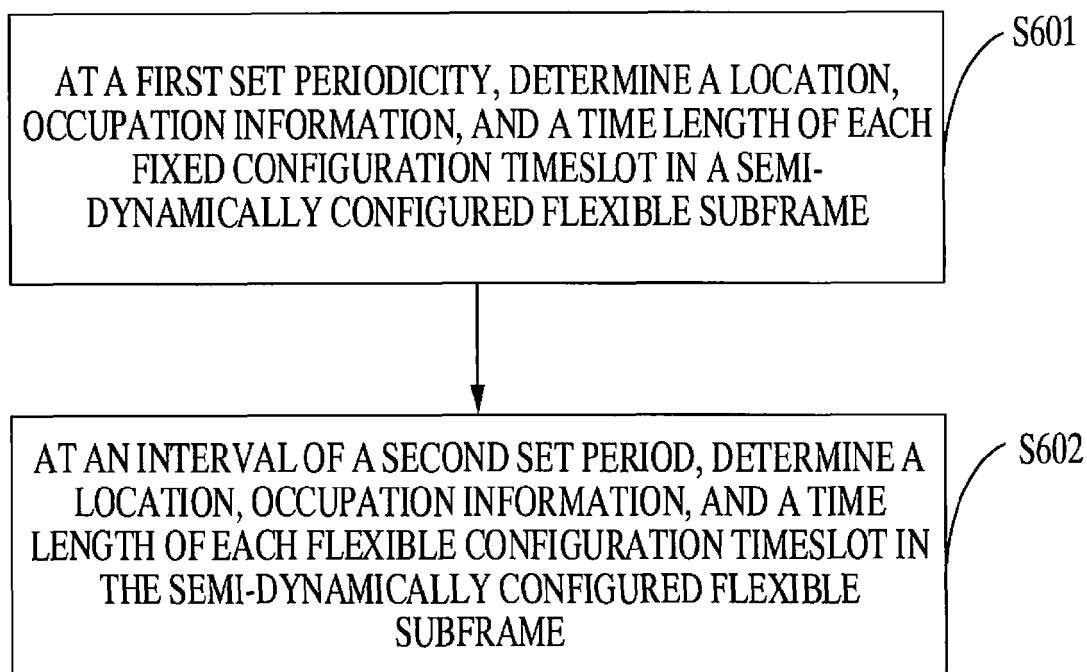 S601
AT A FIRST SET PERIODICITY, DETERMINE A LOCATION,
OCCUPATION INFORMATION, AND A TIME LENGTH OF EACH
FIXED CONFIGURATION TIMESLOT IN A SEMI-
DYNAMICALLY CONFIGURED FLEXIBLE SUBFRAME
S602
AT AN INTERVAL OF A SECOND SET PERIOD, DETERMINE A
LOCATION, OCCUPATION INFORMATION, AND A TIME
LENGTH OF EACH FLEXIBLE CONFIGURATION TIMESLOT IN
THE SEMI-DYNAMICALLY CONFIGURED FLEXIBLE
SUBFRAME